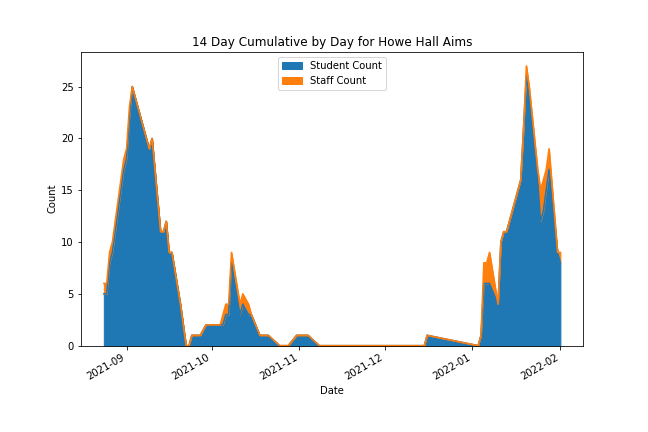 14 Day Cumulative by Day for Howe Hall Aims
Student Count
Staff Count
Count
25
20
15
10
5
0
2021-09
2021-10
2021-11
2021-12
2022-01
2022-02
Date